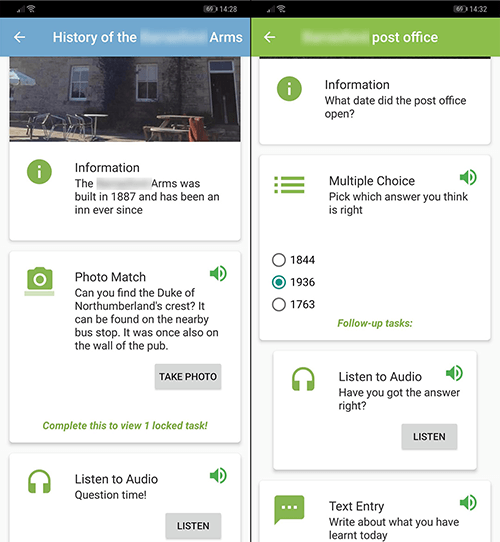 69 14:28
History of the Arms
Information
The Arms was
built in 1887 and has been an
inn ever since
Photo Match
Can you find the Duke of
Northumberland's crest? It
can be found on the nearby
bus stop. It was once also on
the wall of the pub.
TAKE PHOTO
Complete this to view 1 locked task!
Listen to Audio
Question time!
LISTEN
69 14:32
post office
Information
What date did the post office
open?
Multiple Choice
Pick which answer you think
is right
1844
1936
1763
Follow-up tasks:
Listen to Audio
Have you got the answer
right?
LISTEN
Text Entry
Write about what you have
learnt today